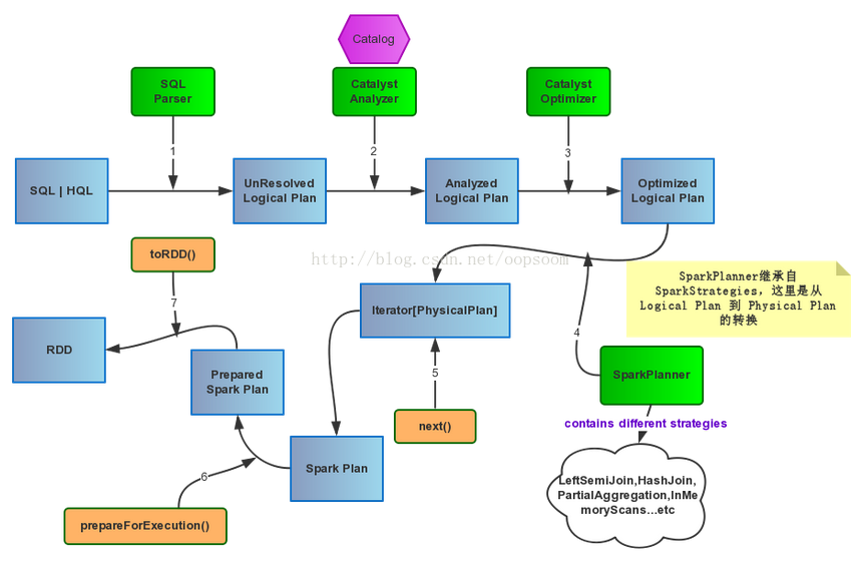 Catalog
SQL
Parser
Catalyst
Analyzer
Catalyst
Optimizer
1
2
3
SQL | HQL
UnResolved
Logical Plan
Analyzed
Logical Plan
Optimized
Logical Plan
toRDD()
http://blog.csdn.net/oopsoom
SparkPlanner继承自
SparkStrategies，这里是从
Logical Plan 到 Physical Plan
的转换
7
Iterator[PhysicalPlan]
4
RDD
Prepared
Spark Plan
5
SparkPlanner
next()
contains different strategies
Spark Plan
6
LeftSemiJoin,HashJoin,
PartialAggregation,InMe
moryScans...etc
prepareForExecution()